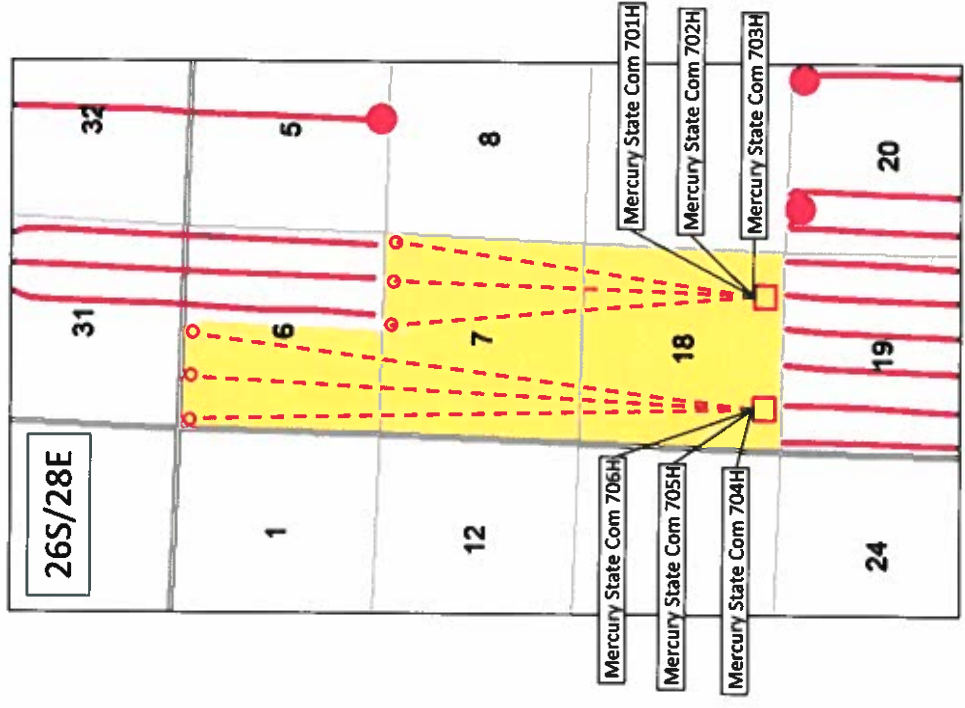 32
31
26S/28E
5
6
1
8
7
12
Mercury State Com 701H
Mercury State Com 702H
Mercury State Com 703H
18
Mercury State Com 706H
Mercury State Com 705H
Mercury State Com 704H
20
19
24